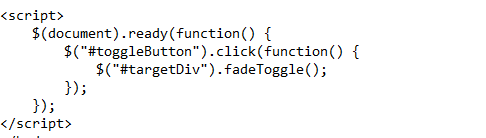 <script>
$(document).ready(function() {
$("#toggleButton").click(function() {
$("#targetDiv").fadeToggle();
});
});
</script>